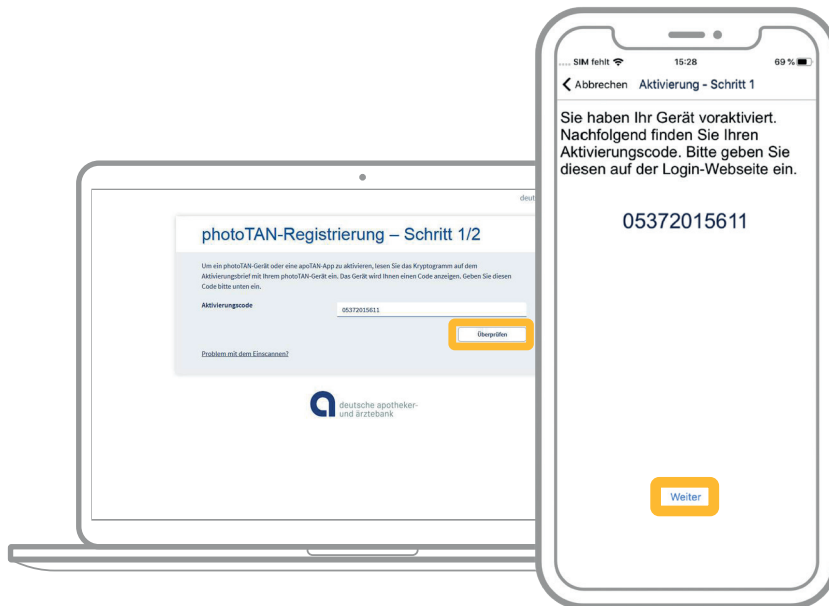 deut
photoTAN-Registrierung – Schritt 1/2
Um ein photoTAN-Gerät oder eine apoTAN-App zu aktivieren, lesen Sie das Kryptogramm auf dem
Aktivierungsbrief mit Ihrem photoTAN-Gerät ein. Das Gerät wird Ihnen einen Code anzeigen. Geben Sie diesen
Code bitte unten ein.
Aktivierungscode
05372015611
Überprüfen
Problem mit dem Einscannen?
deutsche apotheker-
und ärztebank
SIM fehlt
15:28
69 %
Abbrechen
Aktivierung - Schritt 1
Sie haben Ihr Gerät voraktiviert.
Nachfolgend finden Sie Ihren
Aktivierungscode. Bitte geben Sie
diesen auf der Login-Webseite ein.
05372015611
Weiter